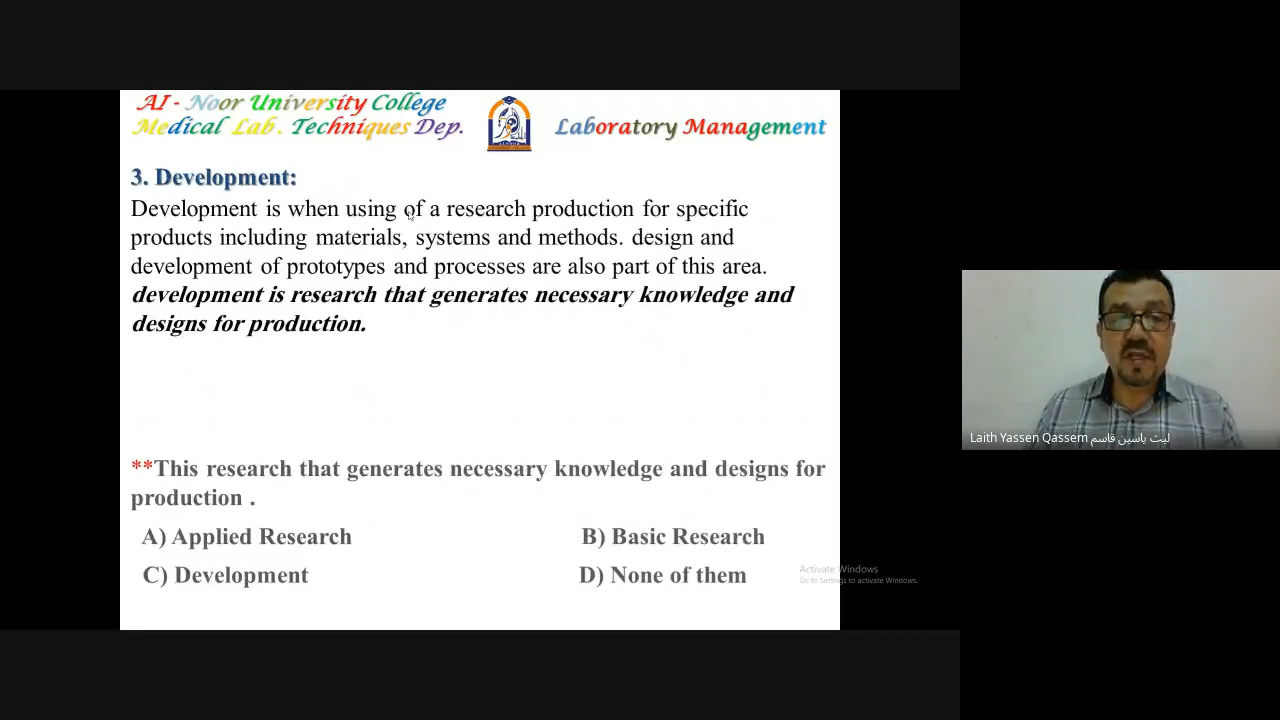 Al - Noor University College
Medical Lab . Techniques Dep.
Laboratory Management
3. Development:
Development is when using of a research production for specific
products including materials, systems and methods. design and
development of prototypes and processes are also part of this area.
development is research that generates necessary knowledge and
designs for production.
**This research that generates necessary knowledge and designs for
production .
A) Applied Research
B) Basic Research
C) Development
D) None of them
Activate Windows
Go to Settings to activate Windows.
Laith Yassen Qassem ليث ياسين قاسم